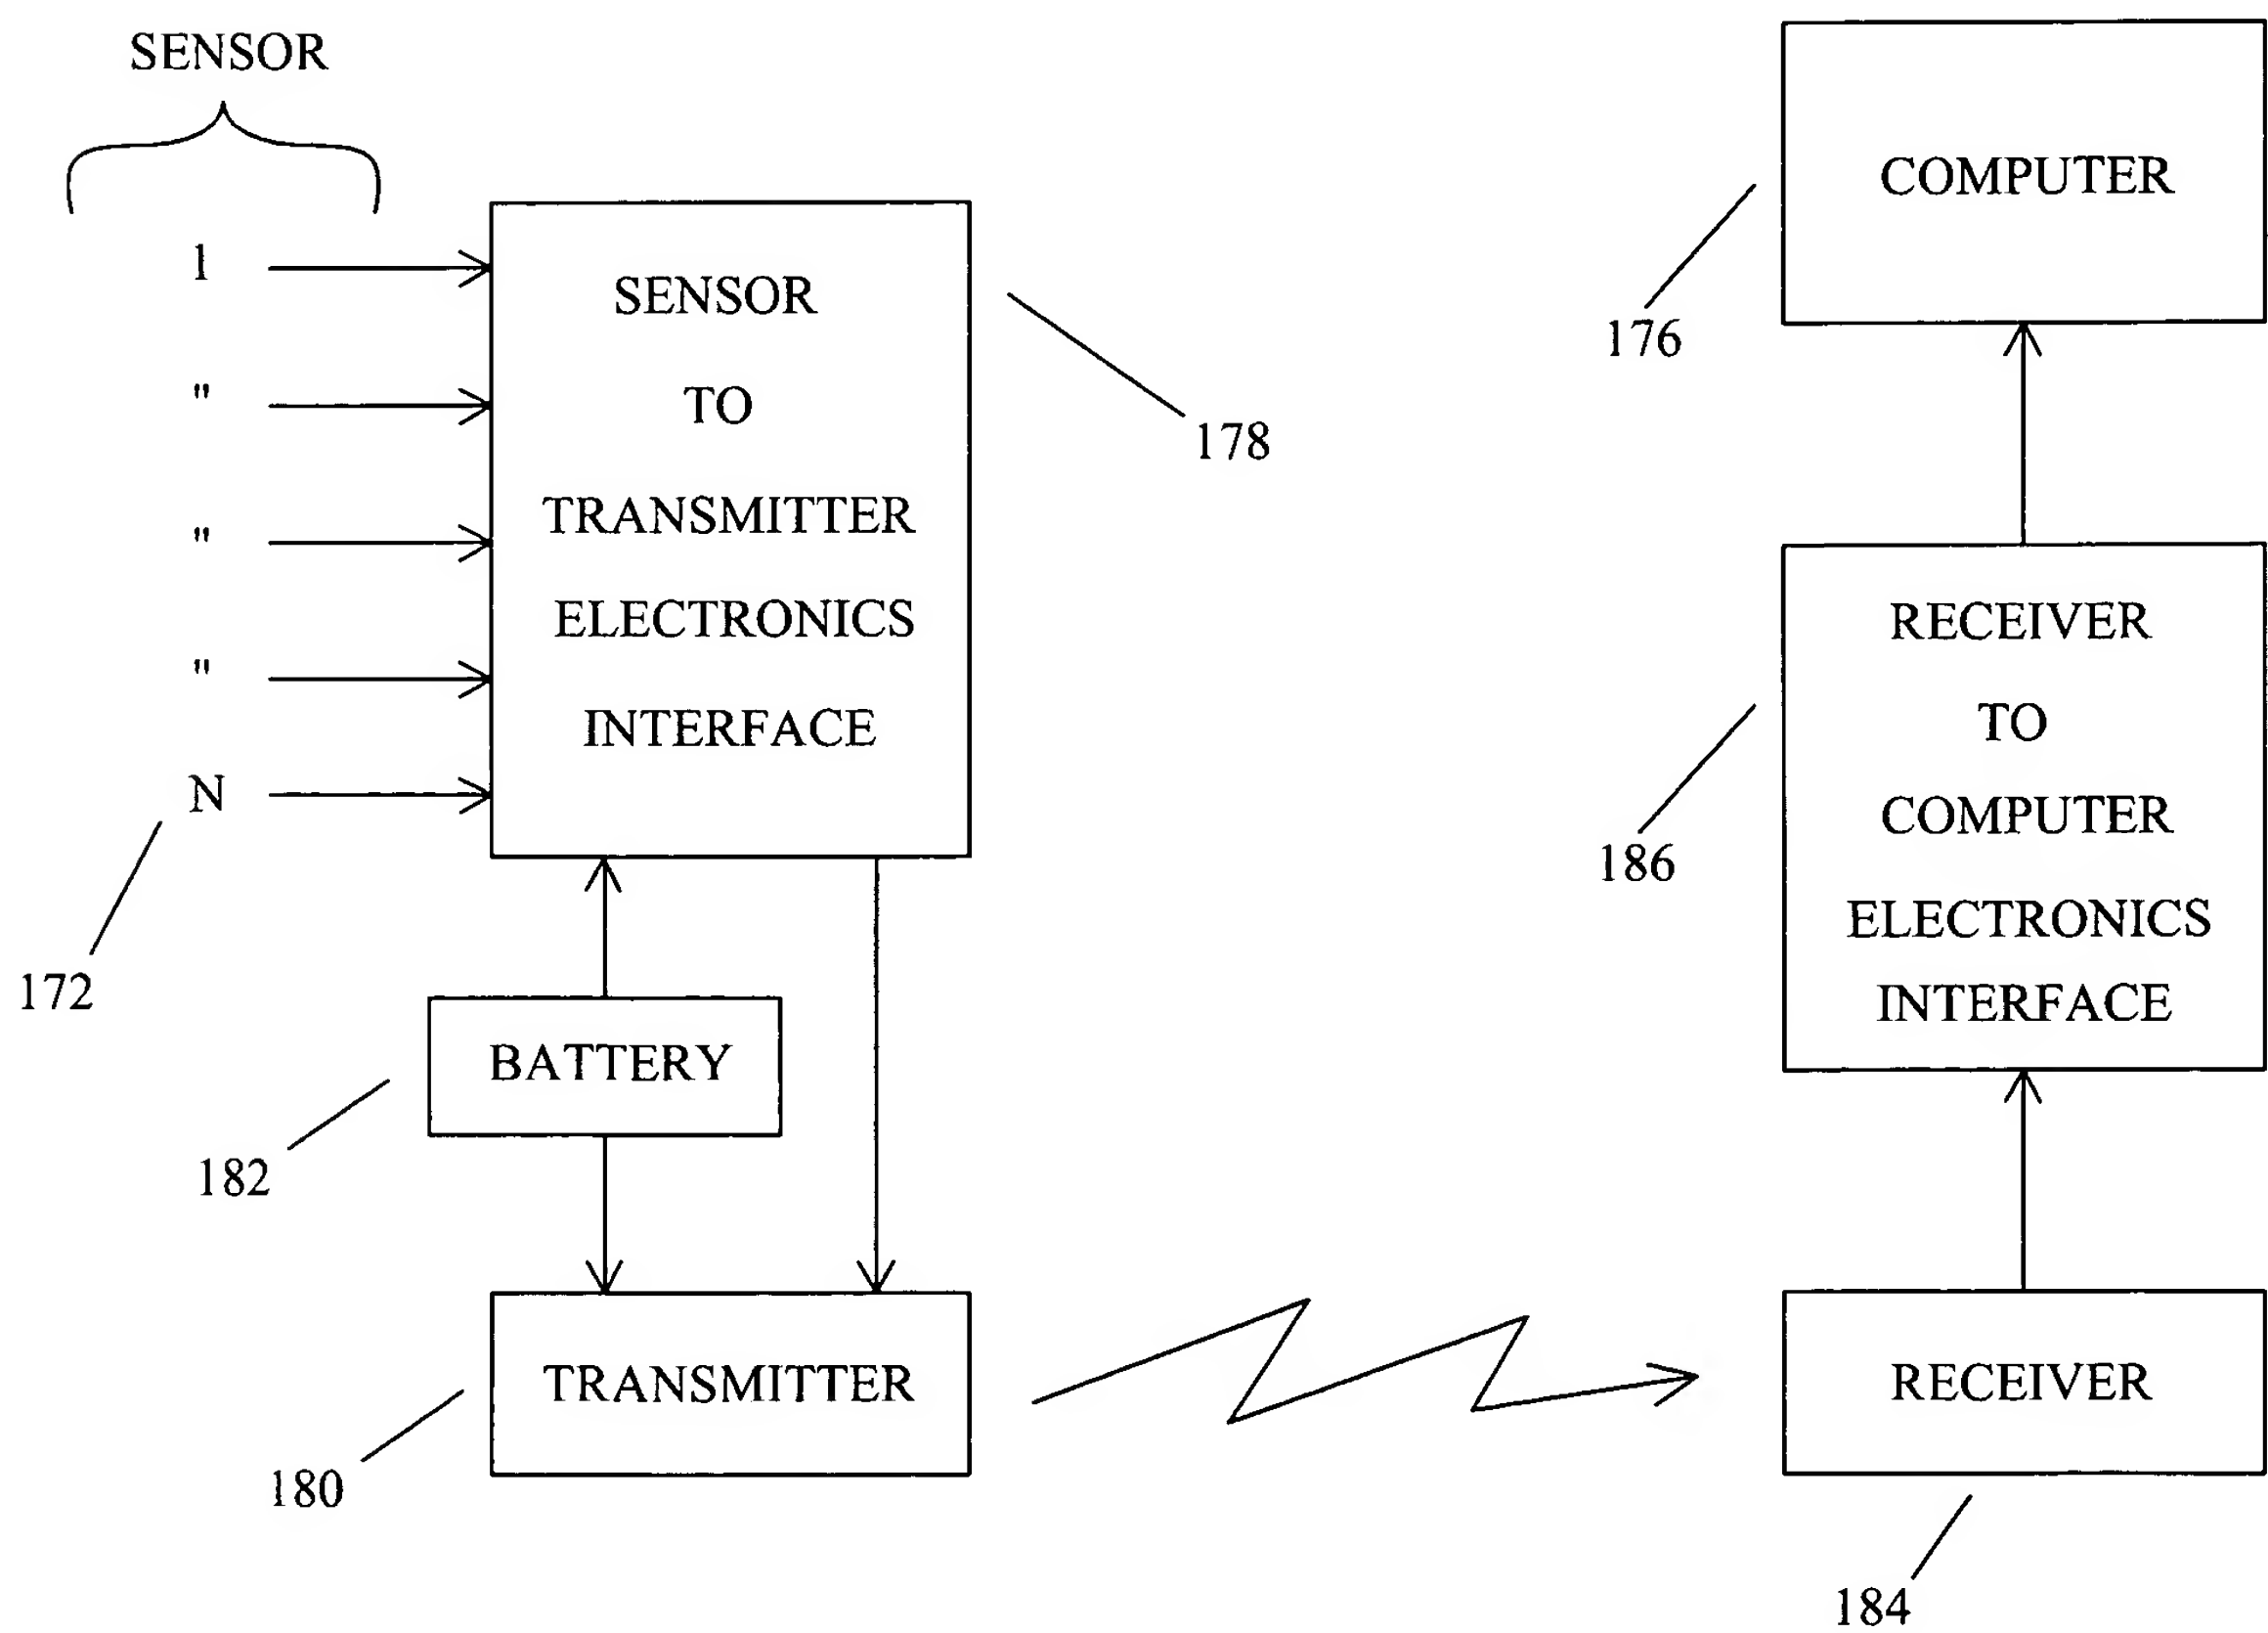 SENSOR
1
"
"
"
N
172
SENSOR
TO
TRANSMITTER
ELECTRONICS
INTERFACE
178
BATTERY
182
TRANSMITTER
180
COMPUTER
176
RECEIVER
TO
COMPUTER
ELECTRONICS
INTERFACE
186
RECEIVER
184